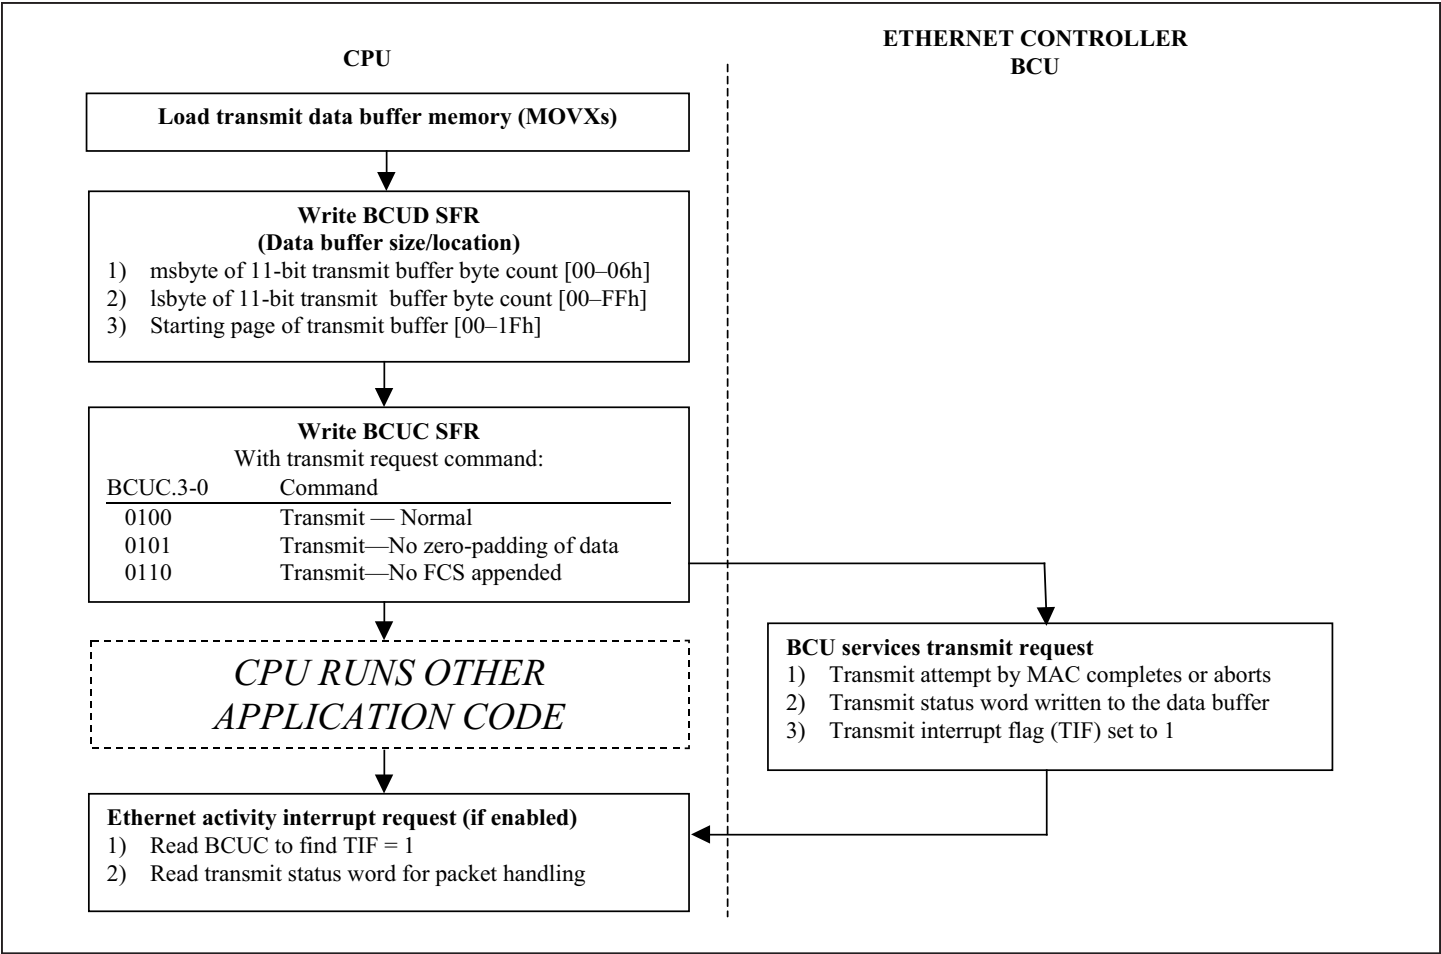 CPU
ETHERNET CONTROLLER
BCU
Load transmit data buffer memory (MOVXs)
Write BCUD SFR
(Data buffer size/location)
1) msbyte of 11-bit transmit buffer byte count [00–06h]
2) lsbyte of 11-bit transmit buffer byte count [00–FFh]
3) Starting page of transmit buffer [00–1Fh]
Write BCUC SFR
With transmit request command:
BCUC.3-0 Command
0100 Transmit — Normal
0101 Transmit—No zero-padding of data
0110 Transmit—No FCS appended
CPU RUNS OTHER
APPLICATION CODE
BCU services transmit request
1) Transmit attempt by MAC completes or aborts
2) Transmit status word written to the data buffer
3) Transmit interrupt flag (TIF) set to 1
Ethernet activity interrupt request (if enabled)
1) Read BCUC to find TIF = 1
2) Read transmit status word for packet handling